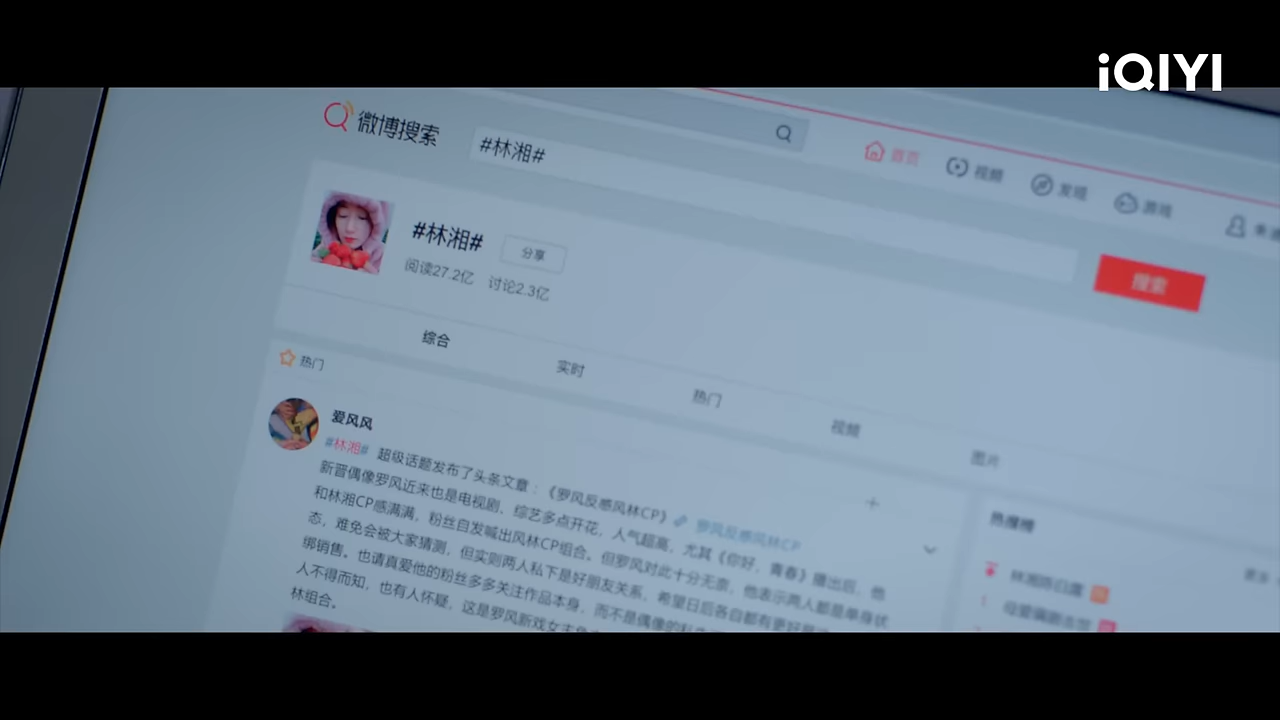 iQIYI
微博搜索
#林湘#
首页
视频
发现
游戏
#林湘#
分享
搜索
阅读27.2亿 讨论2.3亿
综合
实时
热门
视频
图片
热门
爱风风
#林湘# 超级话题发布了头条文章：《罗风反感风林CP》 罗风反感风林CP
新晋偶像罗风近来也是电视剧、综艺多点开花，人气超高，尤其《你好，青春》播出后，他
和林湘CP感满满，粉丝自发喊出风林CP组合。但罗风对此十分无奈，他表示两人都是单身状
态，难免会被大家猜测，但实则两人私下是好朋友关系，希望日后各自都有更好
绑销售。也请真爱他的粉丝多多关注作品本身，而不是偶像的私
人不得而知，也有人怀疑，这是罗风新戏女主角
林组合。
热搜榜